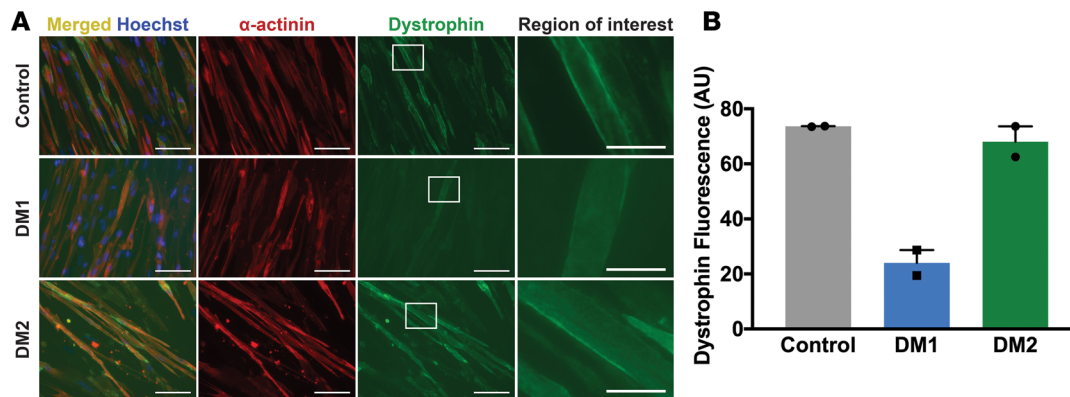 A
Merged Hoechst
α-actinin
Dystrophin
Region of interest
Control
DM1
DM2
B
Dystrophin Fluorescence (AU)
80
60
40
20
0
Control
DM1
DM2